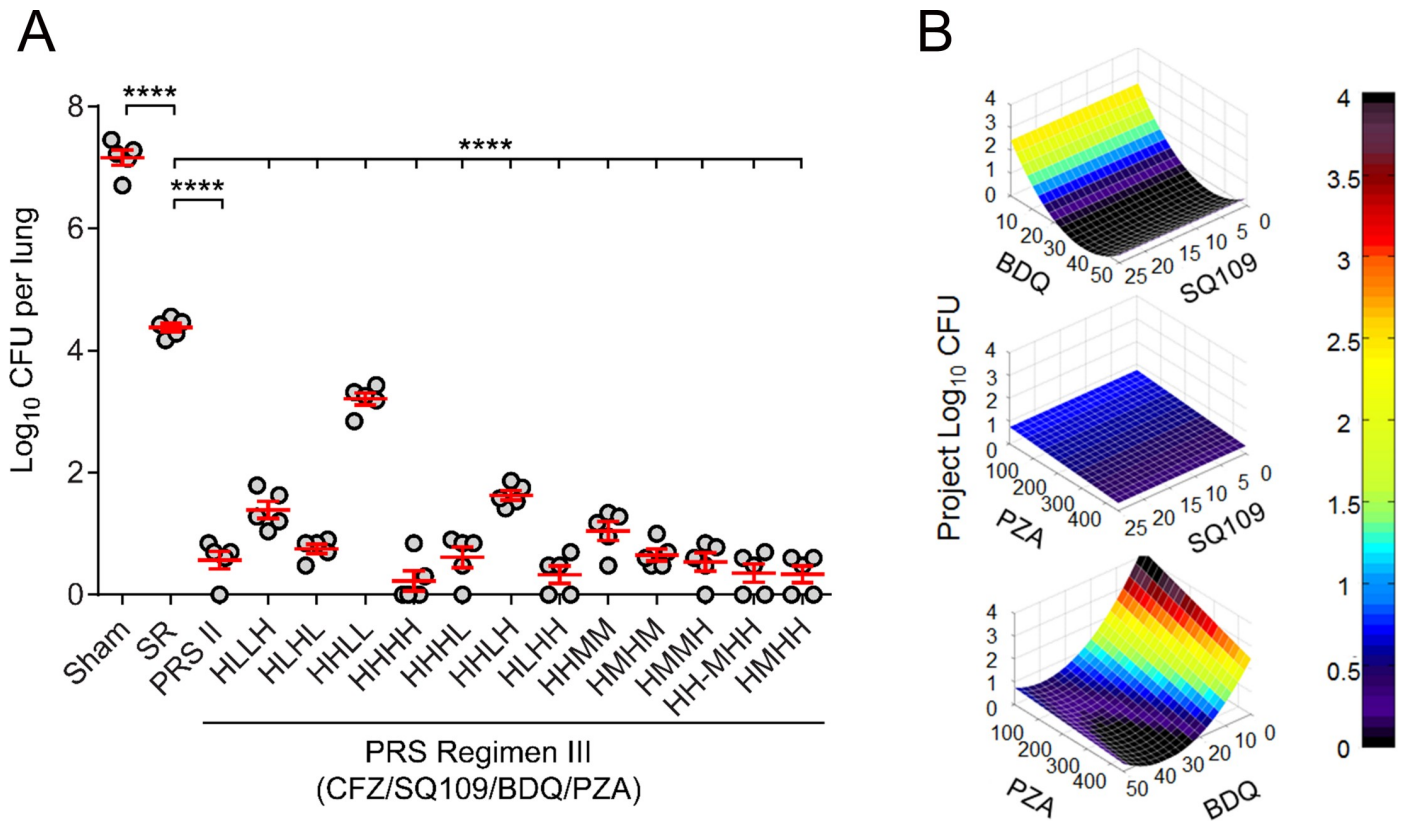 A
B
Log10 CFU per lung
8
6
4
2
0
****
****
****
Sham
SR
PRS II
HLLH
HLHL
HHLL
HHHH
HHHL
HHLH
HLHH
HHMM
HMHM
HMMH
HH-MHH
HMHH
PRS Regimen III
(CFZ/SQ109/BDQ/PZA)
Project Log10 CFU
4
3
2
1
0
10
20
30
40
50
BDQ
25
20
15
10
5
0
SQ109
4
3
2
1
0
100
200
300
400
PZA
25
20
15
10
5
0
SQ109
4
3
2
1
0
100
200
300
400
PZA
50
40
30
20
10
0
BDQ
4
3.5
3
2.5
2
1.5
1
0.5
0